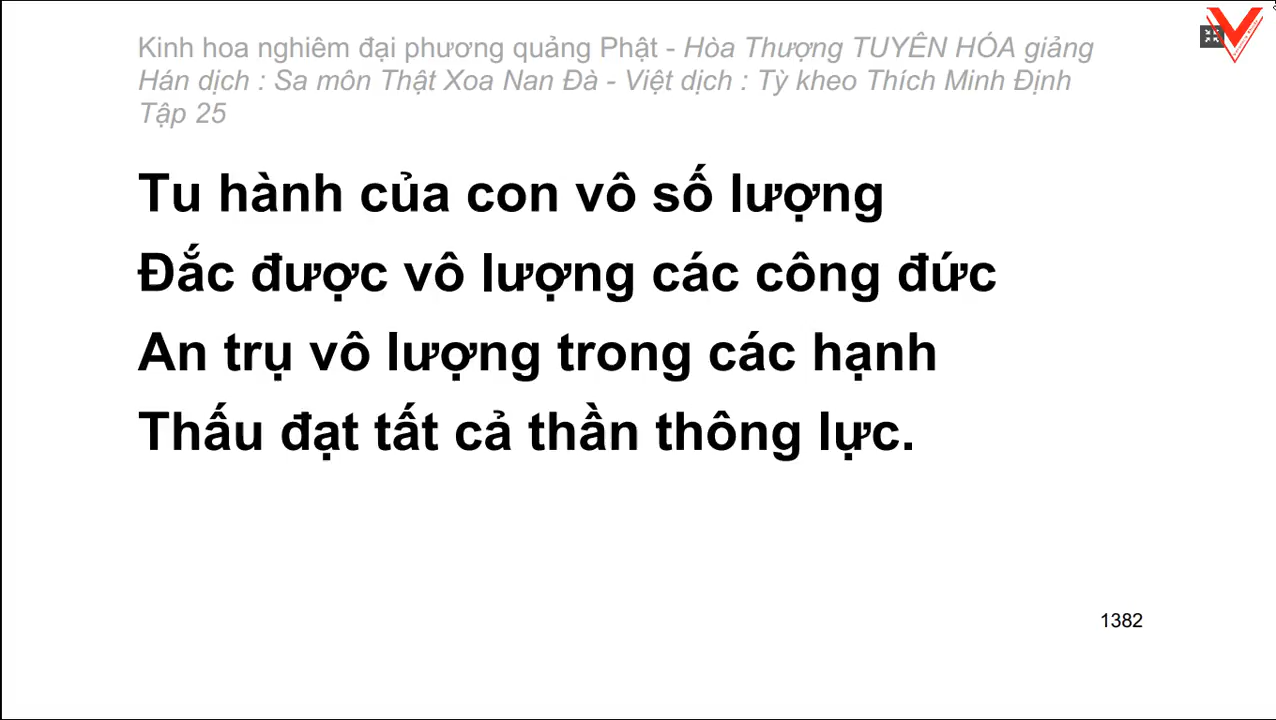 Kinh hoa nghiêm đại phương quảng Phật - Hòa Thượng TUYÊN HÓA giảng
Hán dịch : Sa môn Thật Xoa Nan Đà - Việt dịch : Tỳ kheo Thích Minh Định
Tập 25
Tu hành của con vô số lượng
Đắc được vô lượng các công đức
An trụ vô lượng trong các hạnh
Thấu đạt tất cả thần thông lực.
1382